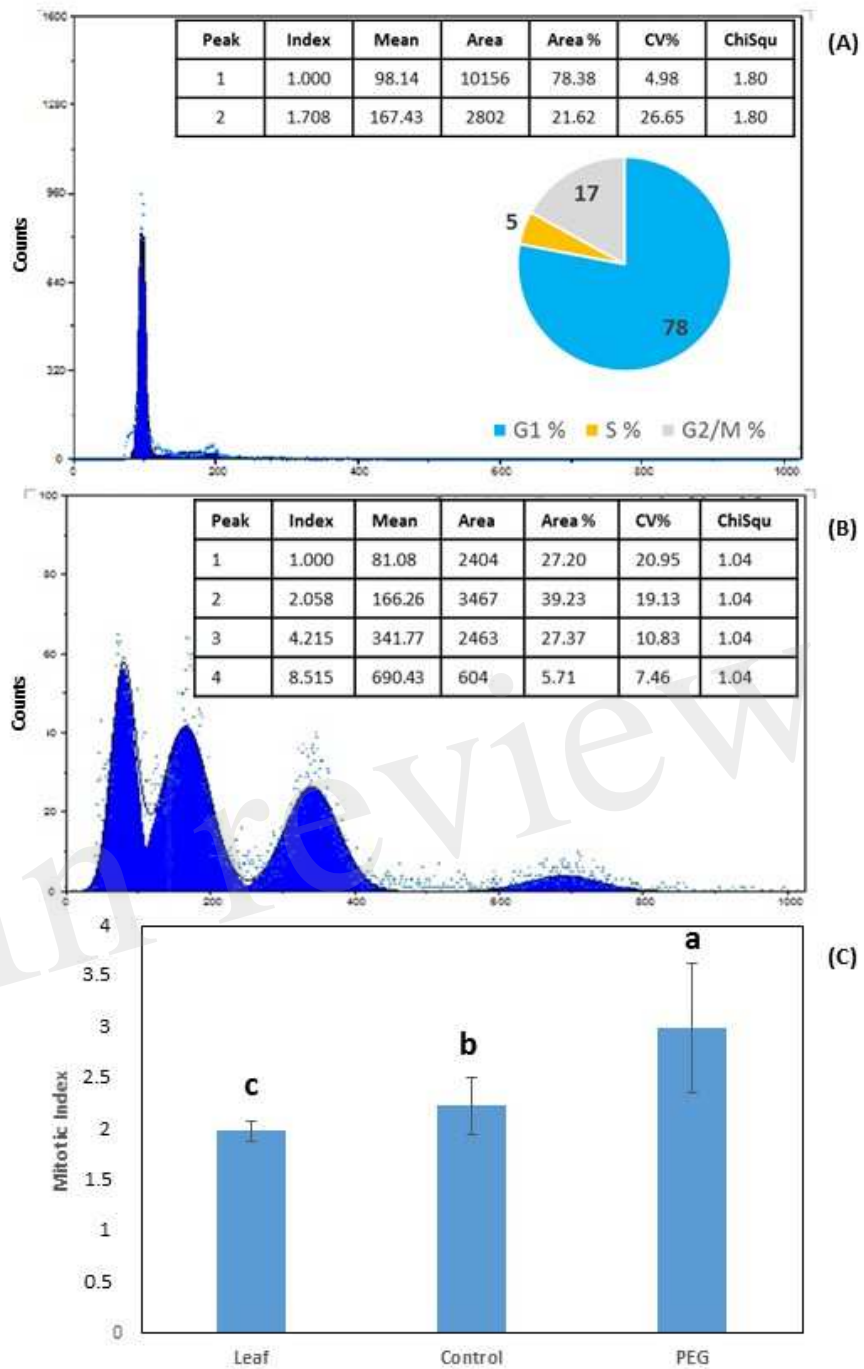 (A)
1600
Peak Index Mean Area Area % CV% ChiSqu
1 1.000 98.14 10156 78.38 4.98 1.80
2 1.708 167.43 2802 21.62 26.65 1.80
1280
960
640
320
0
Counts
17
5
78
G1 % S % G2/M %
0 200 400 600 800 1000
(B)
100
Peak Index Mean Area Area % CV% ChiSqu
1 1.000 81.08 2404 27.20 20.95 1.04
2 2.058 166.26 3467 39.23 19.13 1.04
3 4.215 341.77 2463 27.37 10.83 1.04
4 8.515 690.43 604 5.71 7.46 1.04
80
60
40
20
0
Counts
0 200 400 600 800 1000
in review
(C)
4
3.5
3
2.5
2
1.5
1
0.5
0
Mitotic Index
c
b
a
Leaf Control PEG